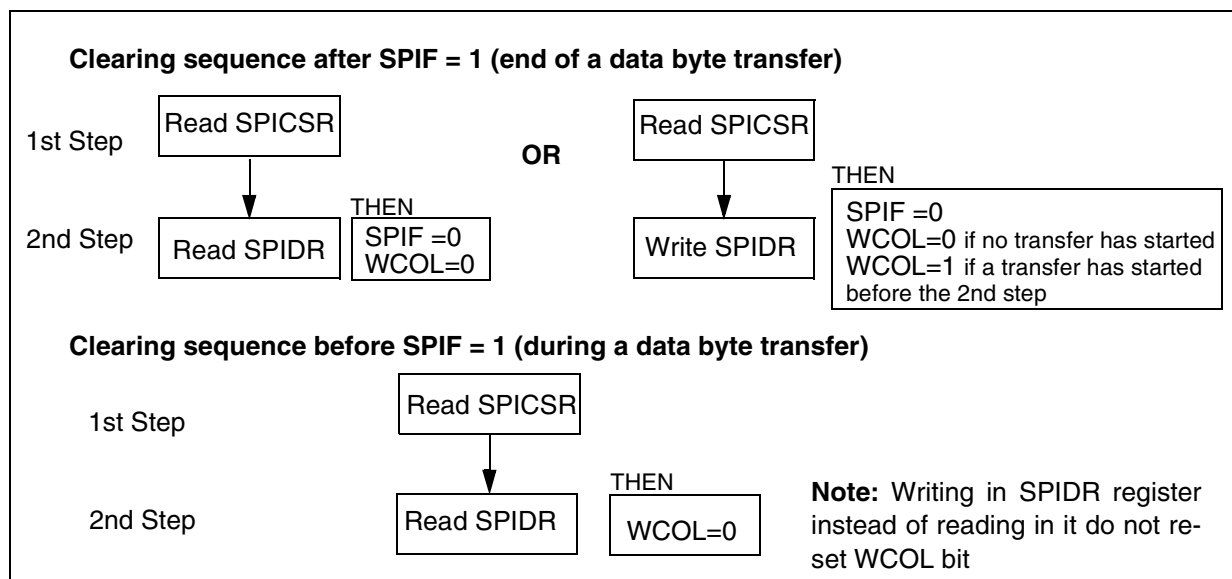 Clearing sequence after SPIF = 1 (end of a data byte transfer)
1st Step
Read SPICSR
2nd Step
Read SPIDR
THEN
SPIF =0
WCOL=0
OR
Read SPICSR
Write SPIDR
THEN
SPIF =0
WCOL=0 if no transfer has started
WCOL=1 if a transfer has started
before the 2nd step
Clearing sequence before SPIF = 1 (during a data byte transfer)
1st Step
Read SPICSR
2nd Step
Read SPIDR
THEN
WCOL=0
Note: Writing in SPIDR register
instead of reading in it do not re-
set WCOL bit